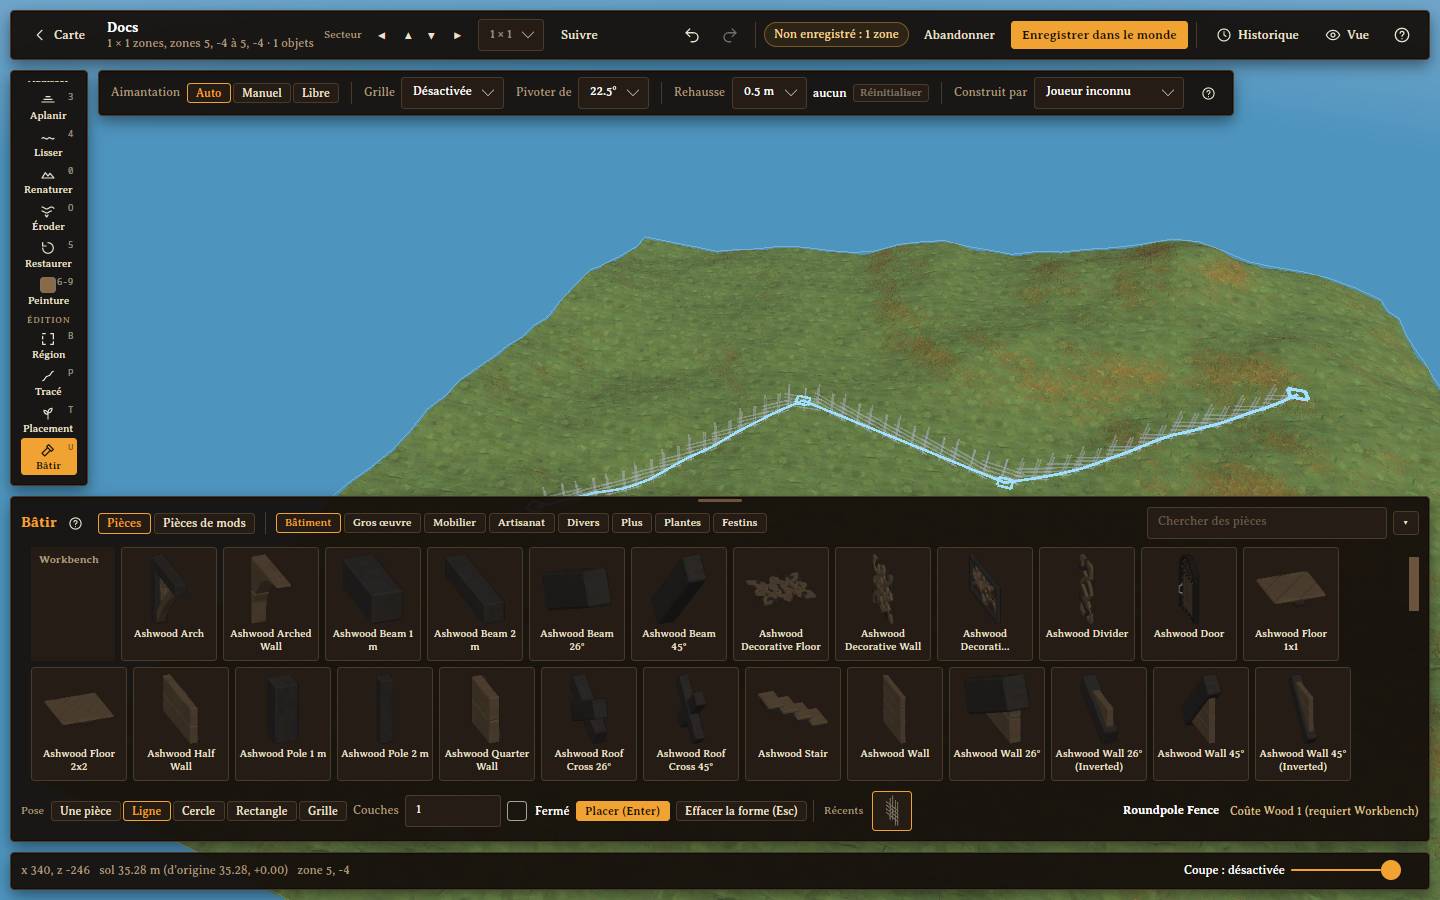 Carte
Docs
1 × 1 zones, zones 5, -4 à 5, -4 · 1 objets
Secteur
1 × 1
Suivre
Non enregistré : 1 zone
Abandonner
Enregistrer dans le monde
Historique
Vue
Aimantation
Auto
Manuel
Libre
Grille
Désactivée
Pivoter de
22.5°
Rehausse
0.5 m
aucun
Réinitialiser
Construit par
Joueur inconnu
3
Aplanir
4
Lisser
0
Renaturer
O
Éroder
5
Restaurer
6-9
Peinture
ÉDITION
B
Région
P
Tracé
T
Placement
U
Bâtir
Bâtir
Pièces
Pièces de mods
Bâtiment
Gros œuvre
Mobilier
Artisanat
Divers
Plus
Plantes
Festins
Chercher des pièces
Workbench
Ashwood Arch
Ashwood Arched
Wall
Ashwood Beam 1
m
Ashwood Beam 2
m
Ashwood Beam
26°
Ashwood Beam
45°
Ashwood
Decorative Floor
Ashwood
Decorative Wall
Ashwood
Decorati...
Ashwood Divider
Ashwood Door
Ashwood Floor
1x1
Ashwood Floor
2x2
Ashwood Half
Wall
Ashwood Pole 1 m
Ashwood Pole 2 m
Ashwood Quarter
Wall
Ashwood Roof
Cross 26°
Ashwood Roof
Cross 45°
Ashwood Stair
Ashwood Wall
Ashwood Wall 26°
Ashwood Wall 26°
(Inverted)
Ashwood Wall 45°
Ashwood Wall 45°
(Inverted)
Pose
Une pièce
Ligne
Cercle
Rectangle
Grille
Couches
1
Fermé
Placer (Enter)
Effacer la forme (Esc)
Récents
Roundpole Fence
Coûte Wood 1 (requiert Workbench)
x 340, z -246 sol 35.28 m (d'origine 35.28, +0.00) zone 5, -4
Coupe : désactivée